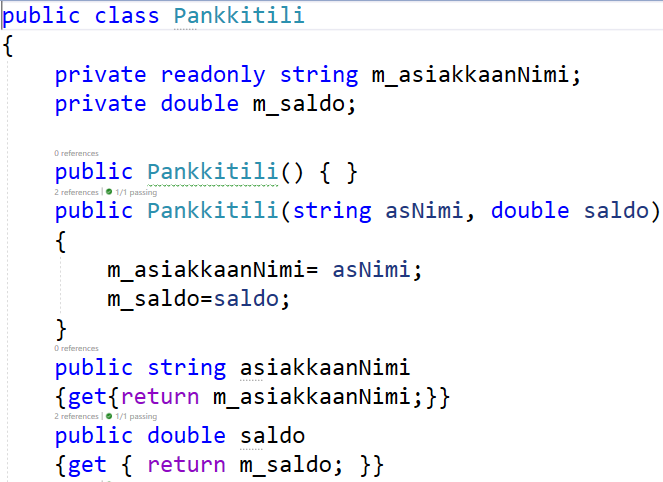 public class Pankkitili
{
private readonly string m_asiakkaanNimi;
private double m_saldo;
0 references
public Pankkitili() { }
2 references | 1/1 passing
public Pankkitili(string asNimi, double saldo)
{
m_asiakkaanNimi= asNimi;
m_saldo=saldo;
}
0 references
public string asiakkaanNimi
{get{return m_asiakkaanNimi;}}
2 references | 1/1 passing
public double saldo
{get { return m_saldo; }}